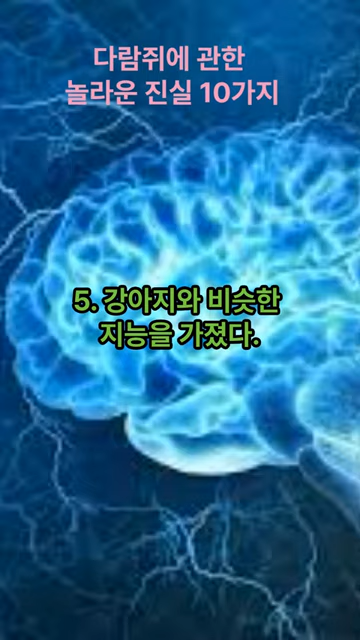 다람쥐에 관한
놀라운 진실 10가지
5. 강아지와 비슷한
지능을 가졌다.